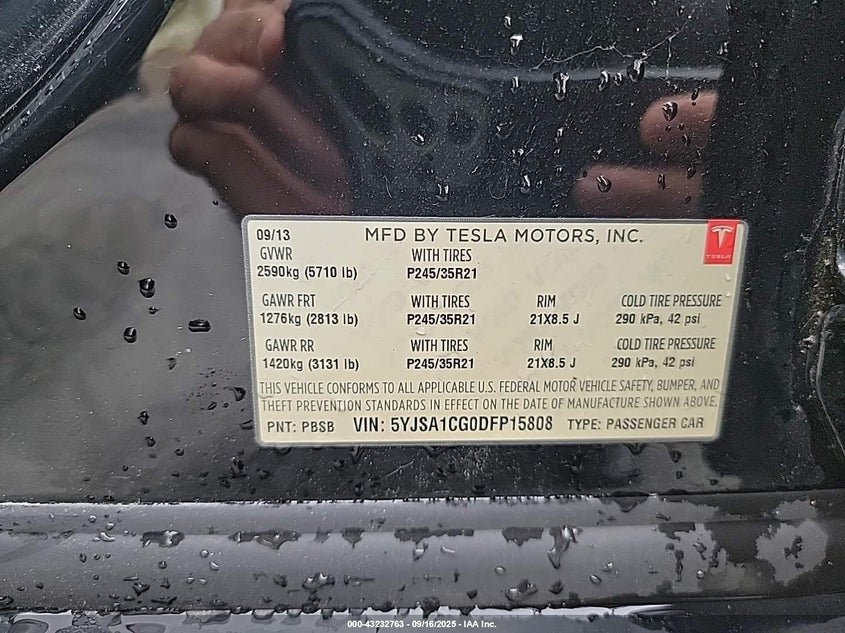 09/13 MFD BY TESLA MOTORS, INC.
TESLA
GVWR WITH TIRES
2590kg (5710 lb) P245/35R21
GAWR FRT WITH TIRES RIM COLD TIRE PRESSURE
1276kg (2813 lb) P245/35R21 21X8.5 J 290 kPa, 42 psi
GAWR RR WITH TIRES RIM COLD TIRE PRESSURE
1420kg (3131 lb) P245/35R21 21X8.5 J 290 kPa, 42 psi
THIS VEHICLE CONFORMS TO ALL APPLICABLE U.S. FEDERAL MOTOR VEHICLE SAFETY, BUMPER, AND
THEFT PREVENTION STANDARDS IN EFFECT ON THE DATE OF MANUFACTURE SHOWN ABOVE.
PNT: PBSB VIN: 5YJSA1CG0DFP15808 TYPE: PASSENGER CAR
000-43232763 - 09/16/2025 - IAA Inc.